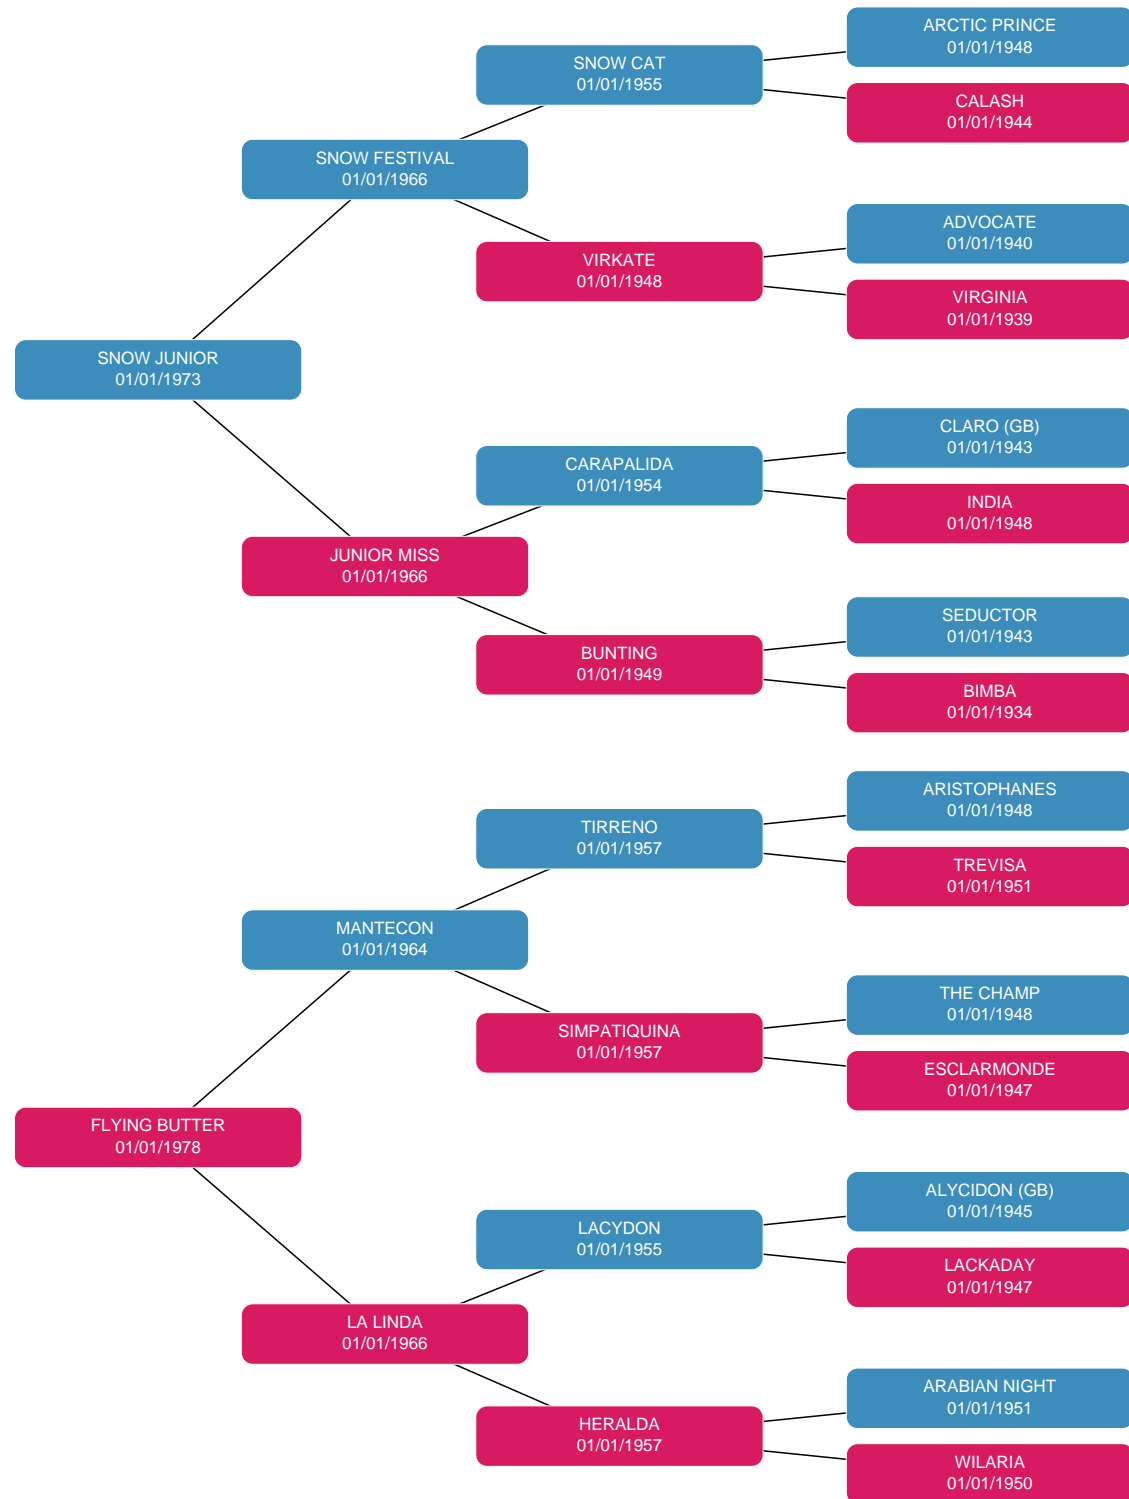 ARCTIC PRINCE
01/01/1948
SNOW CAT
01/01/1955
CALASH
01/01/1944
SNOW FESTIVAL
01/01/1966
ADVOCATE
01/01/1940
VIRKATE
01/01/1948
VIRGINIA
01/01/1939
SNOW JUNIOR
01/01/1973
CLARO (GB)
01/01/1943
CARAPALIDA
01/01/1954
INDIA
01/01/1948
JUNIOR MISS
01/01/1966
SEDUCTOR
01/01/1943
BUNTING
01/01/1949
BIMBA
01/01/1934
ARISTOPHANES
01/01/1948
TIRRENO
01/01/1957
TREVISA
01/01/1951
MANTECON
01/01/1964
THE CHAMP
01/01/1948
SIMPATIQUINA
01/01/1957
ESCLARMONDE
01/01/1947
FLYING BUTTER
01/01/1978
ALYCIDON (GB)
01/01/1945
LACYDON
01/01/1955
LACKADAY
01/01/1947
LA LINDA
01/01/1966
ARABIAN NIGHT
01/01/1951
HERALDA
01/01/1957
WILARIA
01/01/1950